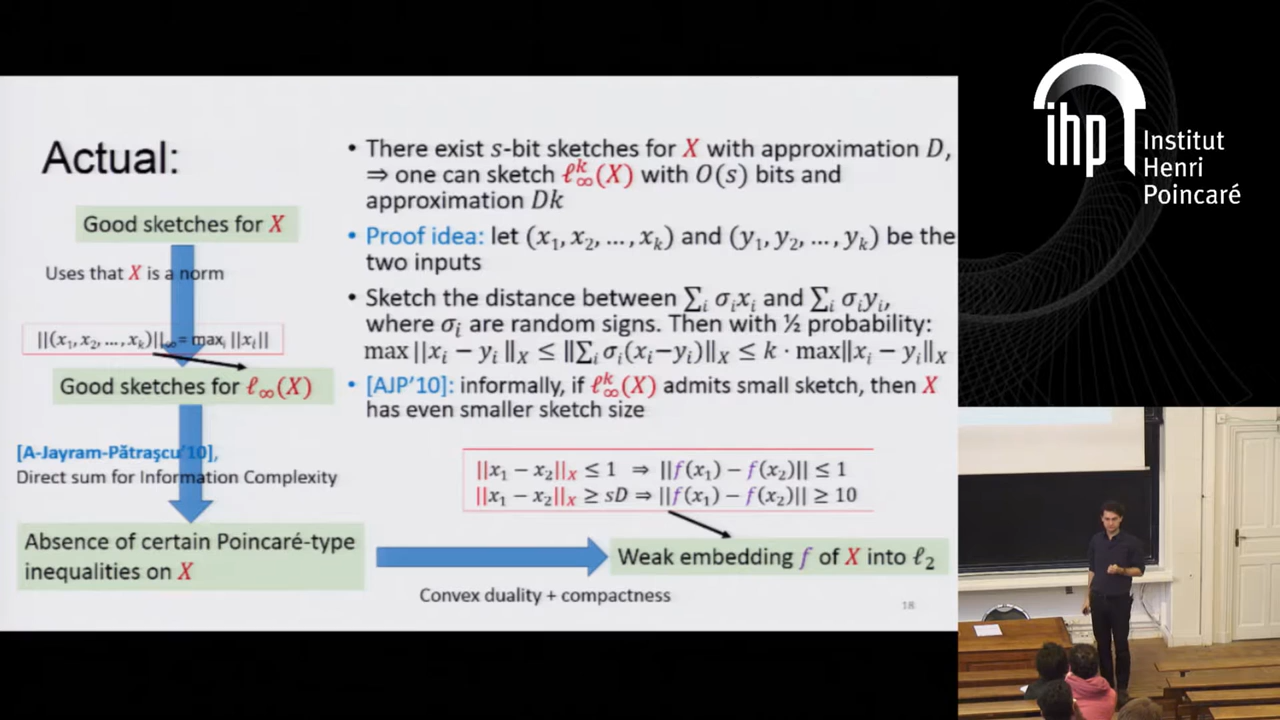 Actual:
Good sketches for X
Uses that X is a norm
||(x₁, x₂, …, xₖ)||∞ = maxᵢ ||xᵢ||
Good sketches for ℓ∞(X)
[A-Jayram-Pătraşcu'10],
Direct sum for Information Complexity
Absence of certain Poincaré-type
inequalities on X
• There exist s-bit sketches for X with approximation D,
⇒ one can sketch ℓ∞ᵏ(X) with O(s) bits and
approximation Dk
• Proof idea: let (x₁, x₂, …, xₖ) and (y₁, y₂, …, yₖ) be the
two inputs
• Sketch the distance between ∑ᵢ σᵢxᵢ and ∑ᵢ σᵢyᵢ,
where σᵢ are random signs. Then with ½ probability:
max ||xᵢ − yᵢ||X ≤ ||∑ᵢ σᵢ(xᵢ−yᵢ)||X ≤ k · max||xᵢ − yᵢ||X
• [AJP'10]: informally, if ℓ∞ᵏ(X) admits small sketch, then X
has even smaller sketch size
||x₁ − x₂||X ≤ 1 ⇒ ||f(x₁) − f(x₂)|| ≤ 1
||x₁ − x₂||X ≥ sD ⇒ ||f(x₁) − f(x₂)|| ≥ 10
Weak embedding f of X into ℓ₂
Convex duality + compactness
18
ihp
Institut
Henri
Poincaré